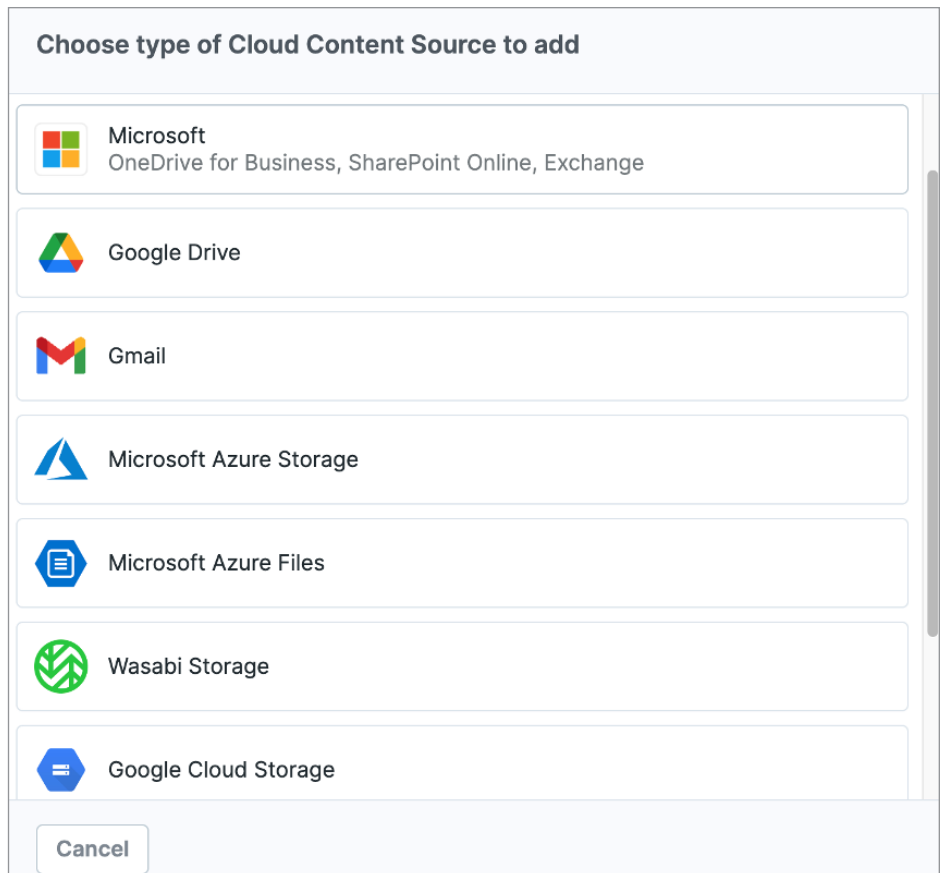 Choose type of Cloud Content Source to add
Microsoft
OneDrive for Business, SharePoint Online, Exchange
Google Drive
Gmail
Microsoft Azure Storage
Microsoft Azure Files
Wasabi Storage
Google Cloud Storage
Cancel